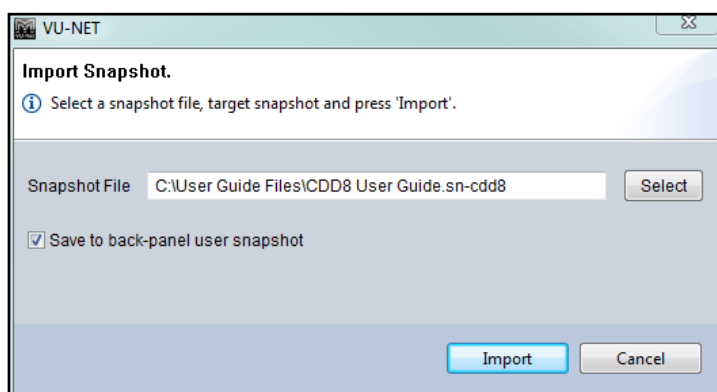 VU-NET
Import Snapshot.
Select a snapshot file, target snapshot and press 'Import'.
Snapshot File C:\User Guide Files\CDD8 User Guide.sn-cdd8 Select
Save to back-panel user snapshot
Import Cancel